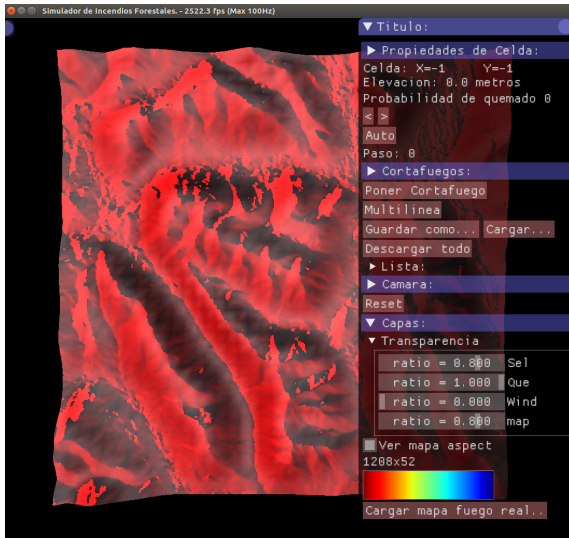 Simulador de Incendios Forestales. - 2522.3 fps (Max 100Hz)
Titulo:
Propiedades de Celda:
Celda: X=-1 Y=-1
Elevacion: 0.0 metros
Probabilidad de quemado 0
< >
Auto
Paso: 0
Cortafuegos:
Poner Cortafuego
Multilinea
Guardar como... Cargar...
Descargar todo
Lista:
Camara:
Reset
Capas:
Transparencia
ratio = 0.800 Sel
ratio = 1.000 Que
ratio = 0.000 Wind
ratio = 0.800 map
Ver mapa aspect
1208x52
Cargar mapa fuego real..